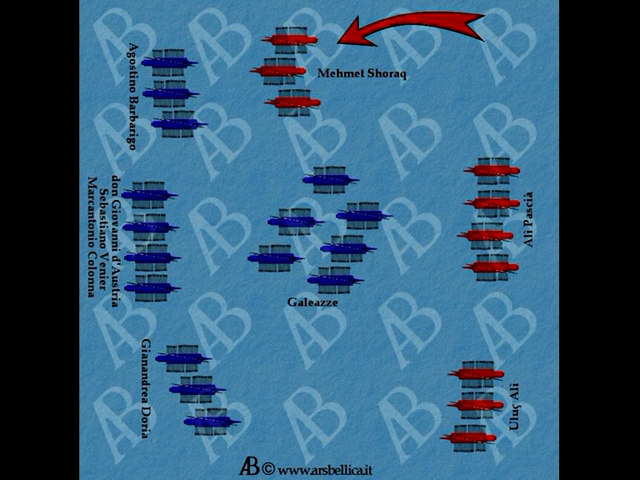 Mehmet Shoraq
Agostino Barbarigo
don Giovanni d'Austria
Sebastiano Venier
Marcantonio Colonna
Alì Pascià
Galeazze
Gianandrea Doria
Uluç Alì
AB © www.arsbellica.it